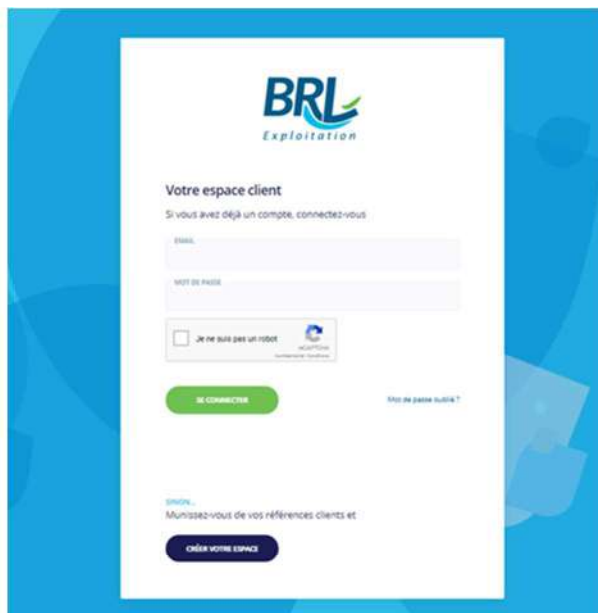 BRL
Exploitation
Votre espace client
Si vous avez déjà un compte, connectez-vous
EMAIL
MOT DE PASSE
Je ne suis pas un robot
reCAPTCHA
Confidentialité - Conditions
SE CONNECTER
Mot de passe oublié ?
SINON...
Munissez-vous de vos références clients et
CRÉER VOTRE ESPACE